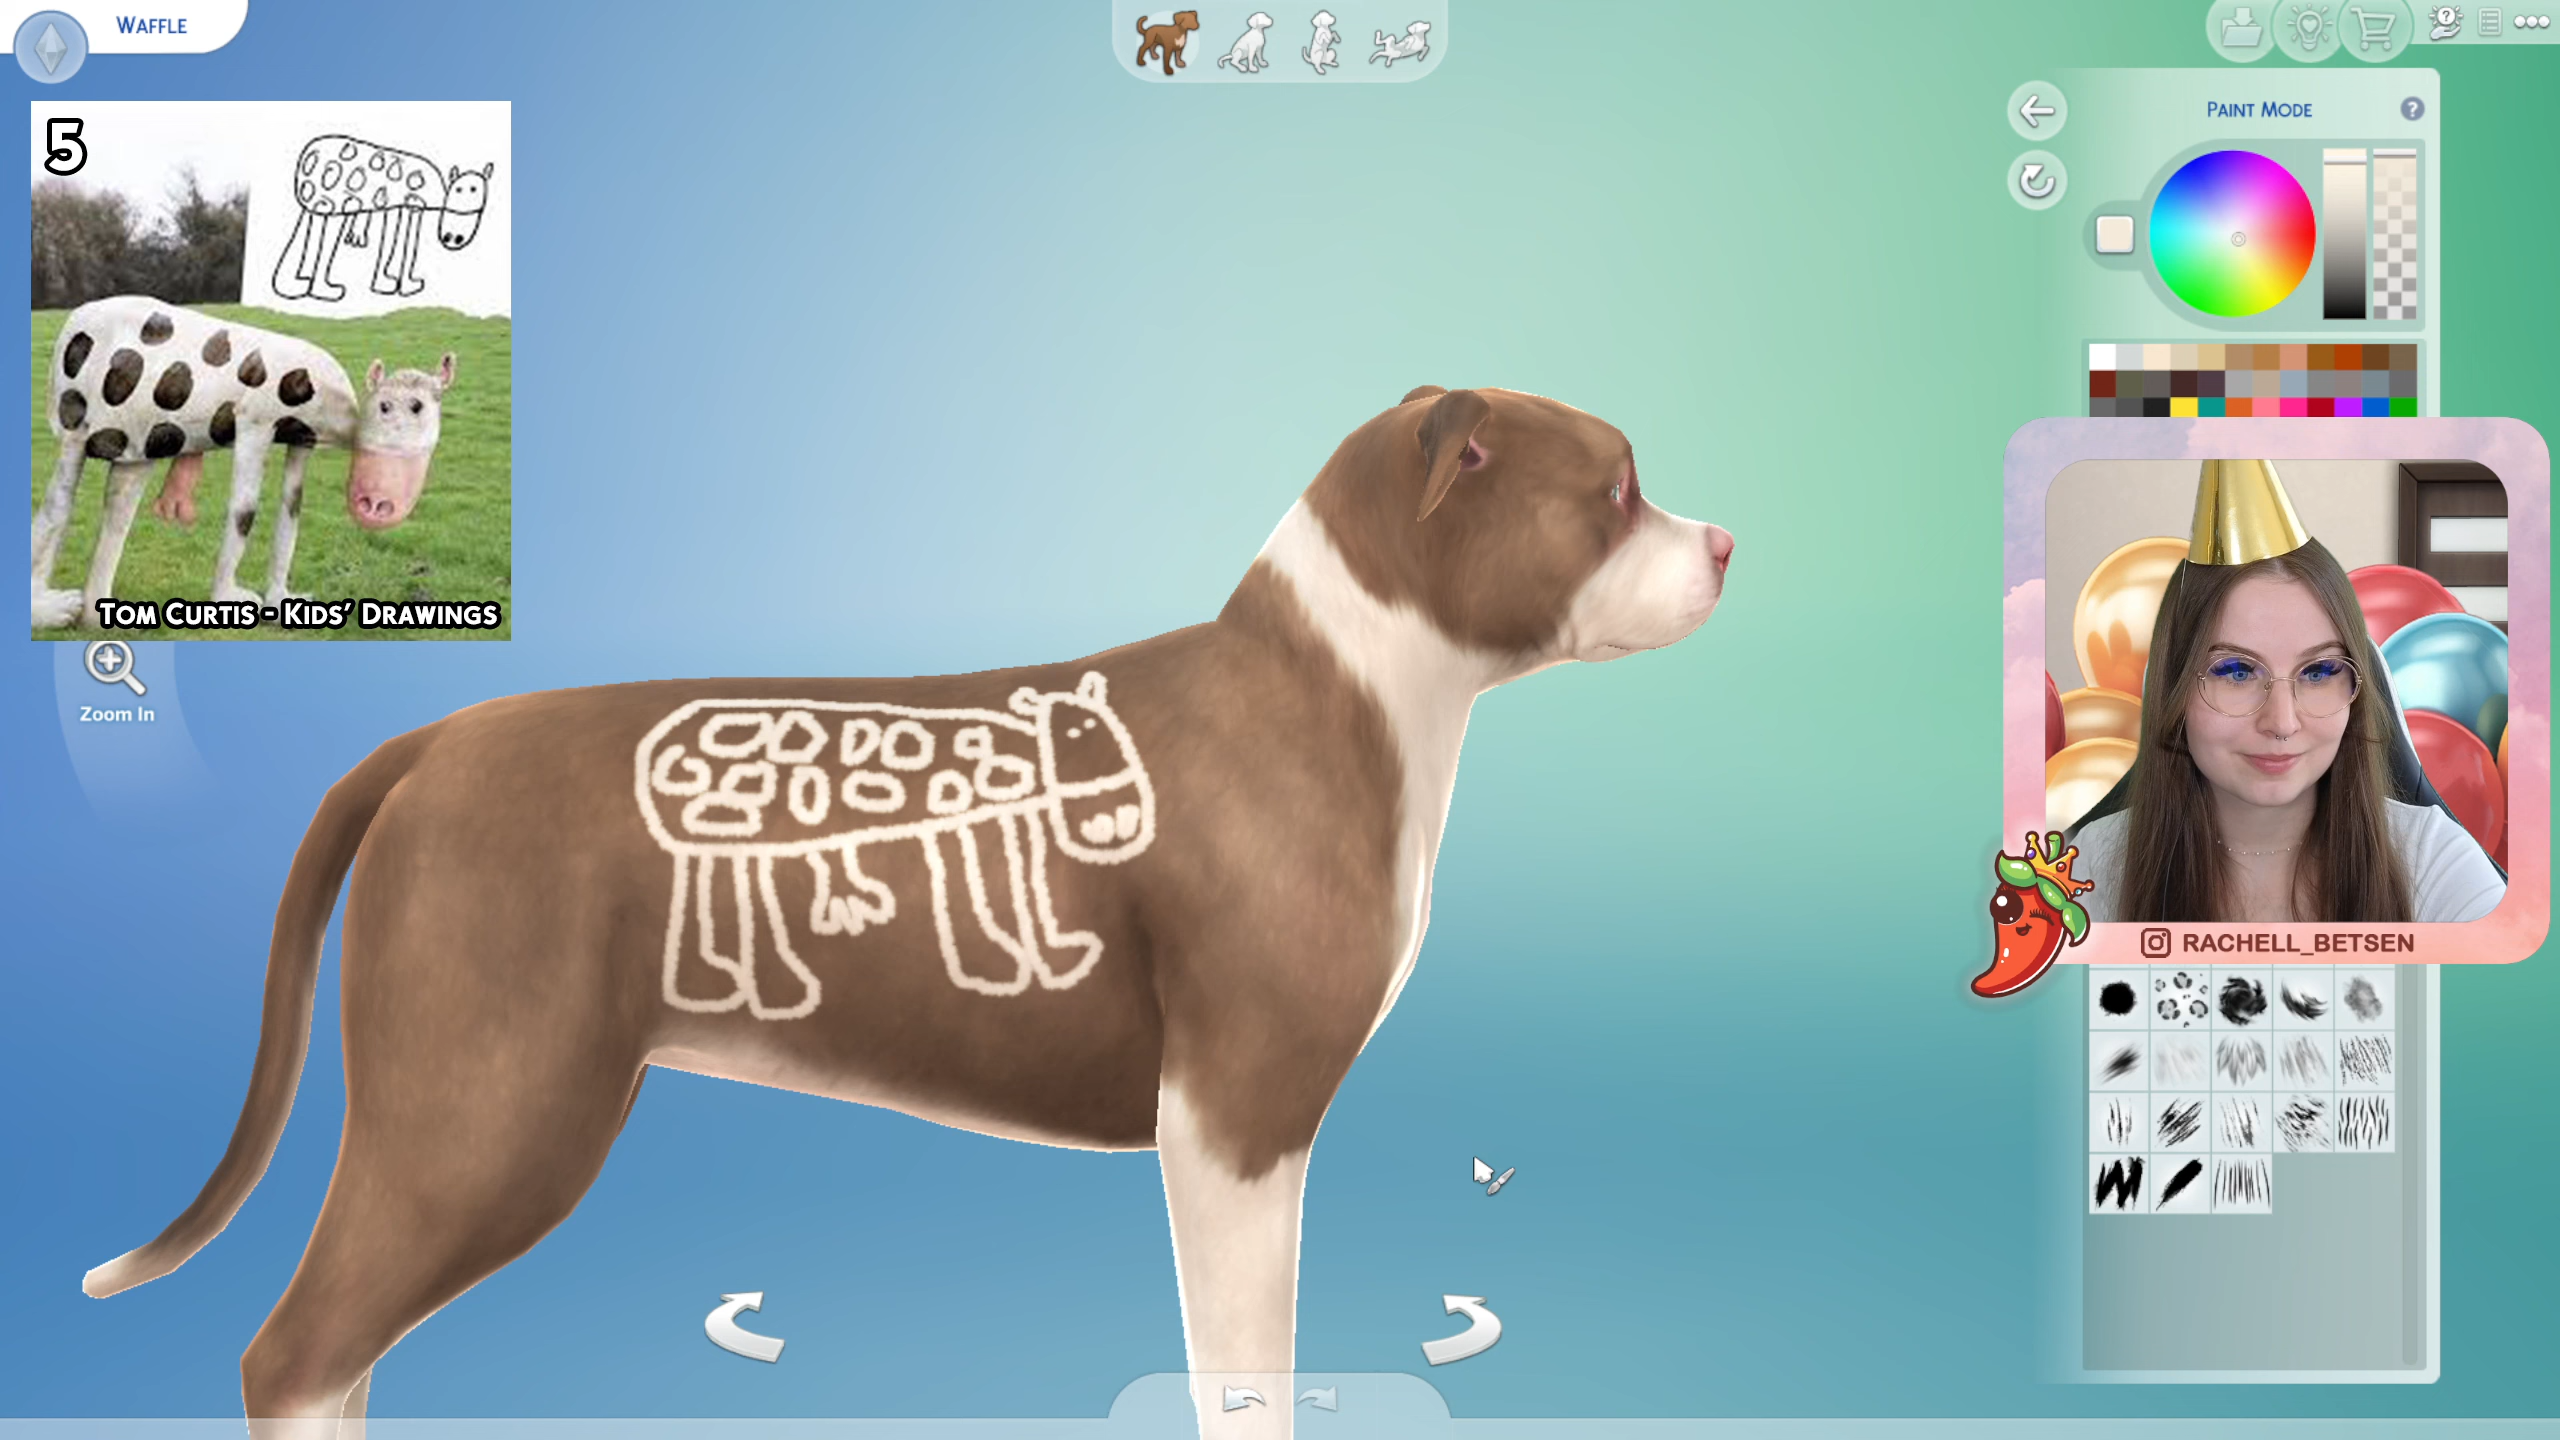 WAFFLE
5
TOM CURTIS - KIDS' DRAWINGS
Zoom In
PAINT MODE
?
RACHELL_BETSEN